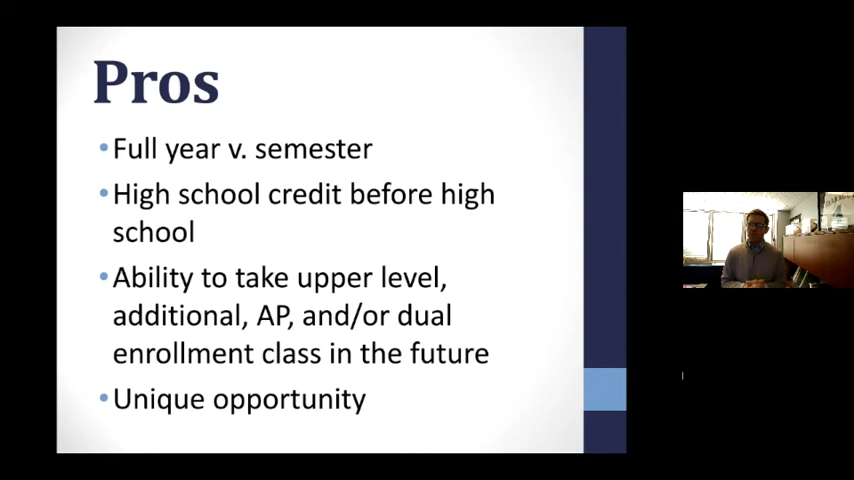 Pros
•Full year v. semester
•High school credit before high
school
•Ability to take upper level,
additional, AP, and/or dual
enrollment class in the future
•Unique opportunity